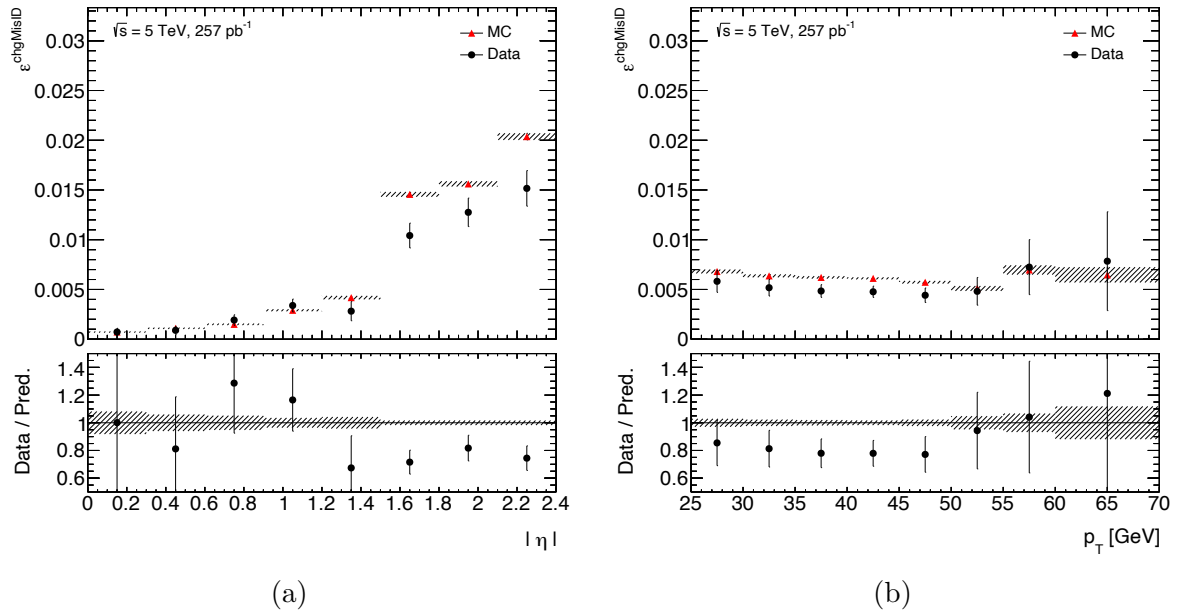 √s = 5 TeV, 257 pb⁻¹
MC
Data
ε^chgMisID
0.03
0.025
0.02
0.015
0.01
0.005
0
Data / Pred.
1.4
1.2
1
0.8
0.6
0 0.2 0.4 0.6 0.8 1 1.2 1.4 1.6 1.8 2 2.2 2.4
| η |
(a)
√s = 5 TeV, 257 pb⁻¹
MC
Data
ε^chgMisID
0.03
0.025
0.02
0.015
0.01
0.005
0
Data / Pred.
1.4
1.2
1
0.8
0.6
25 30 35 40 45 50 55 60 65 70
p_T [GeV]
(b)